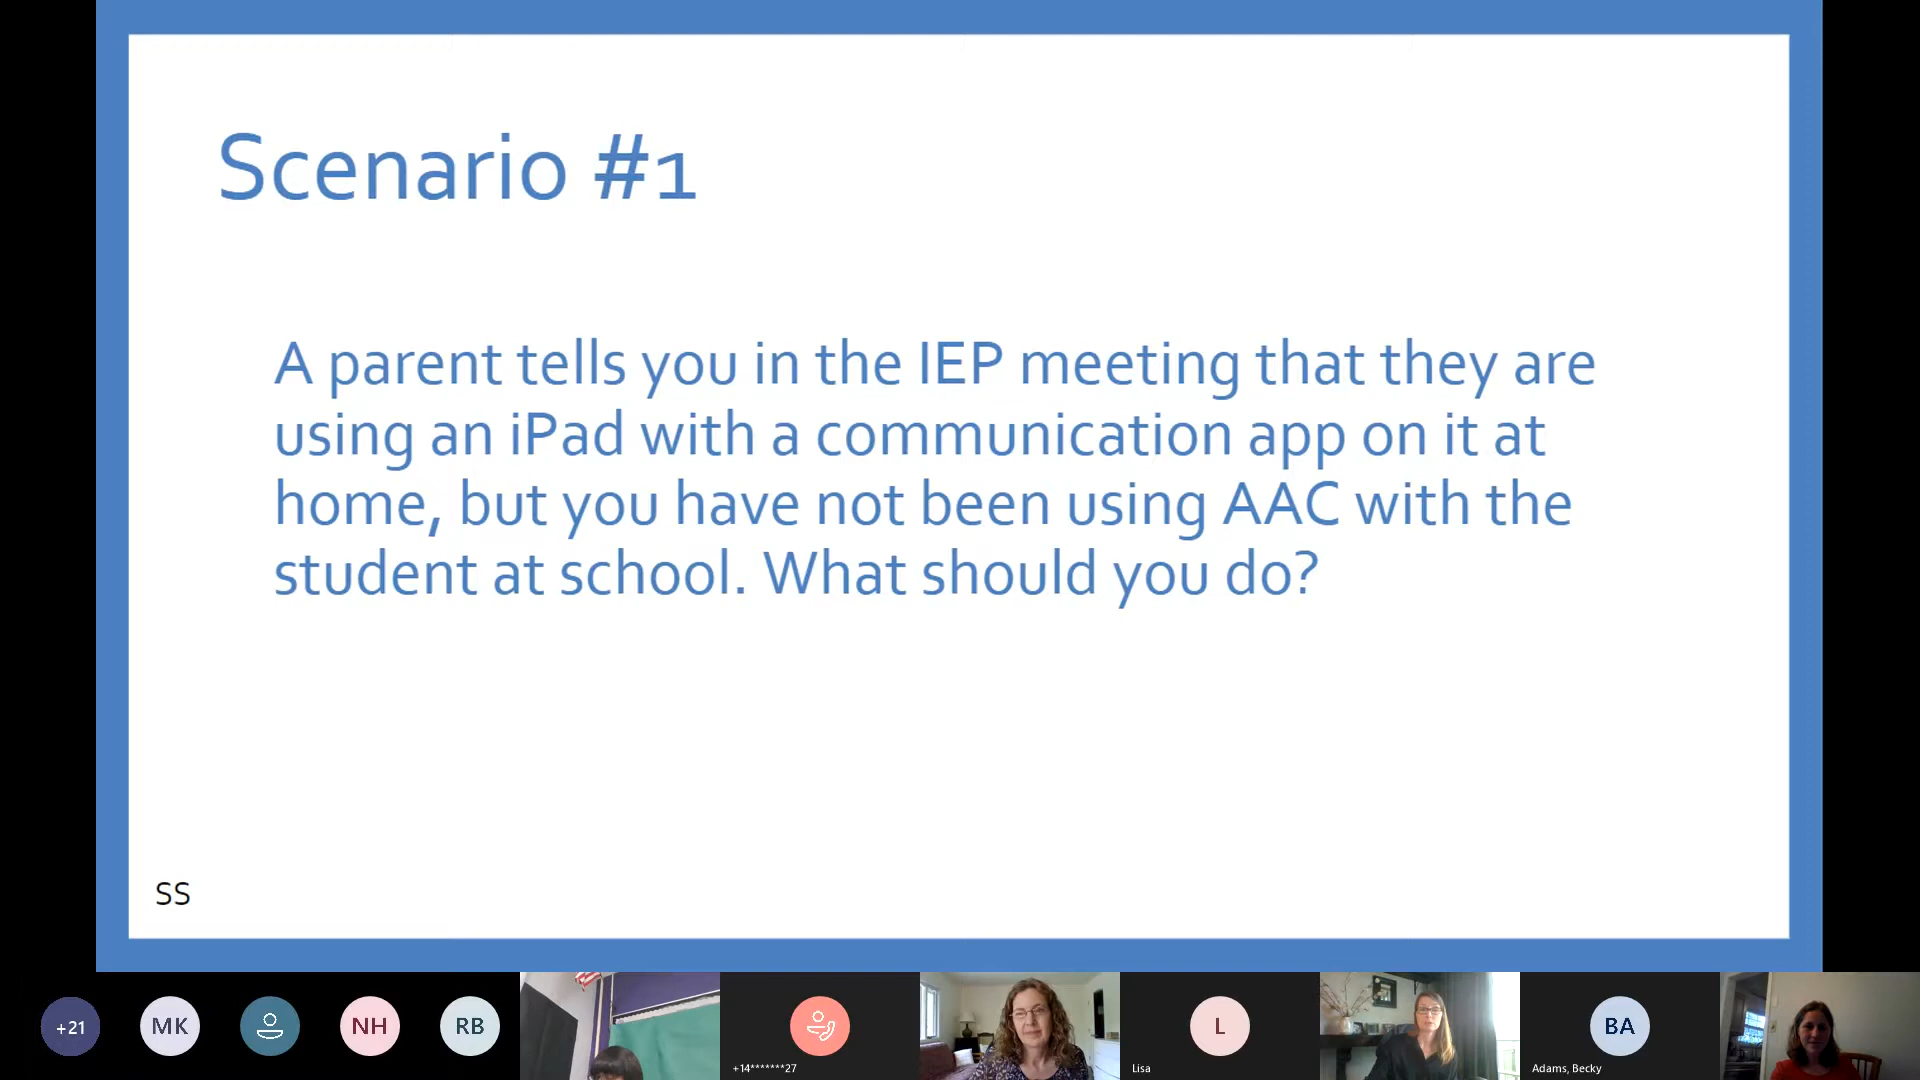 Scenario #1
A parent tells you in the IEP meeting that they are
using an iPad with a communication app on it at
home, but you have not been using AAC with the
student at school. What should you do?
SS
+21
MK
NH
RB
+14*******27
L
Lisa
BA
Adams, Becky